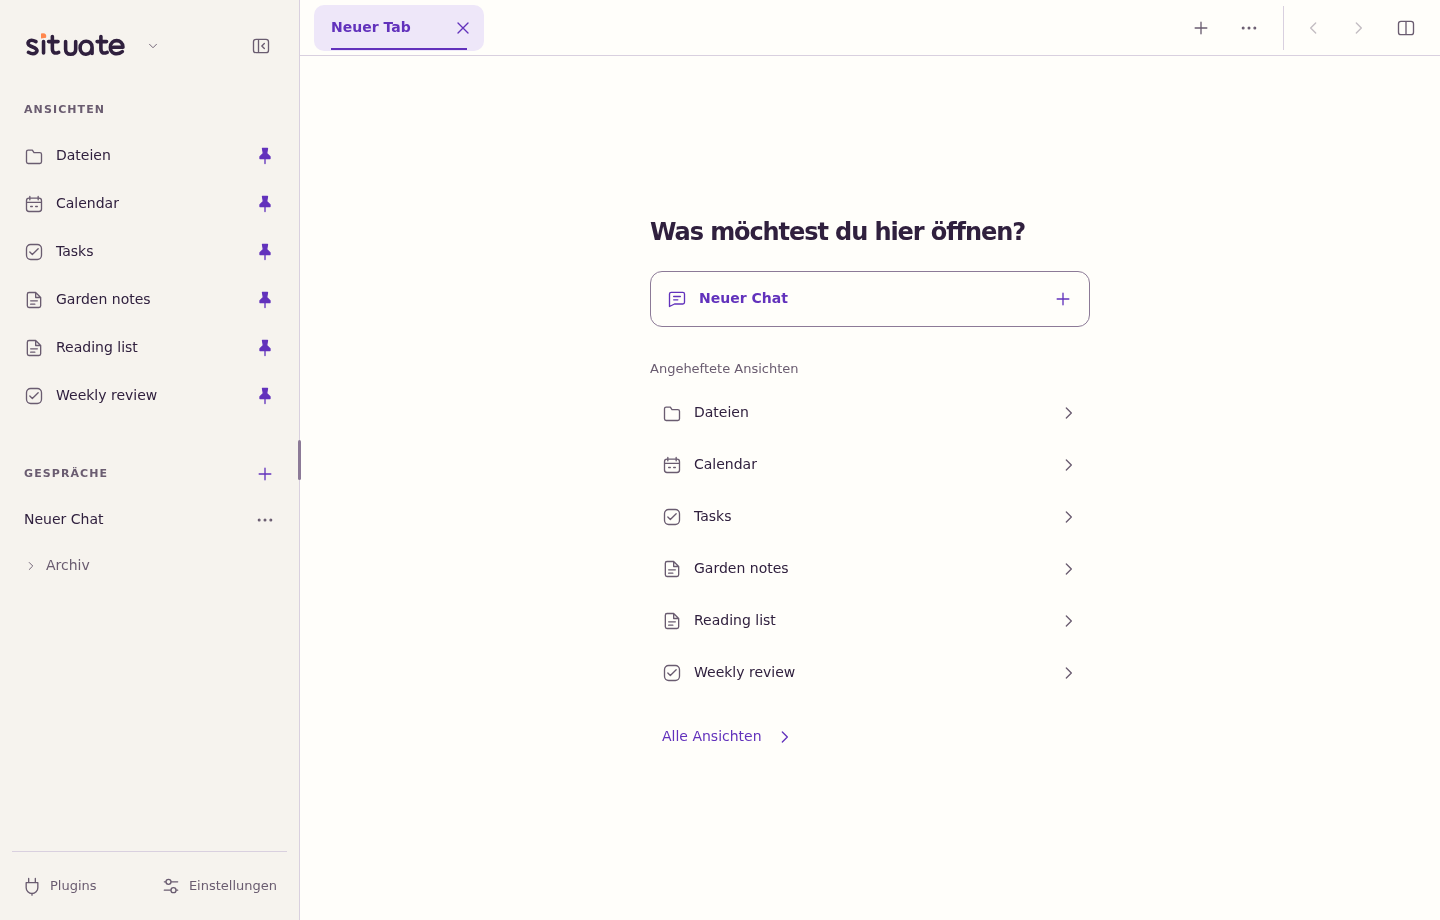 situate
Neuer Tab
ANSICHTEN
Dateien
Calendar
Tasks
Garden notes
Reading list
Weekly review
GESPRÄCHE
Neuer Chat
Archiv
Plugins
Einstellungen
Was möchtest du hier öffnen?
Neuer Chat
Angeheftete Ansichten
Dateien
Calendar
Tasks
Garden notes
Reading list
Weekly review
Alle Ansichten